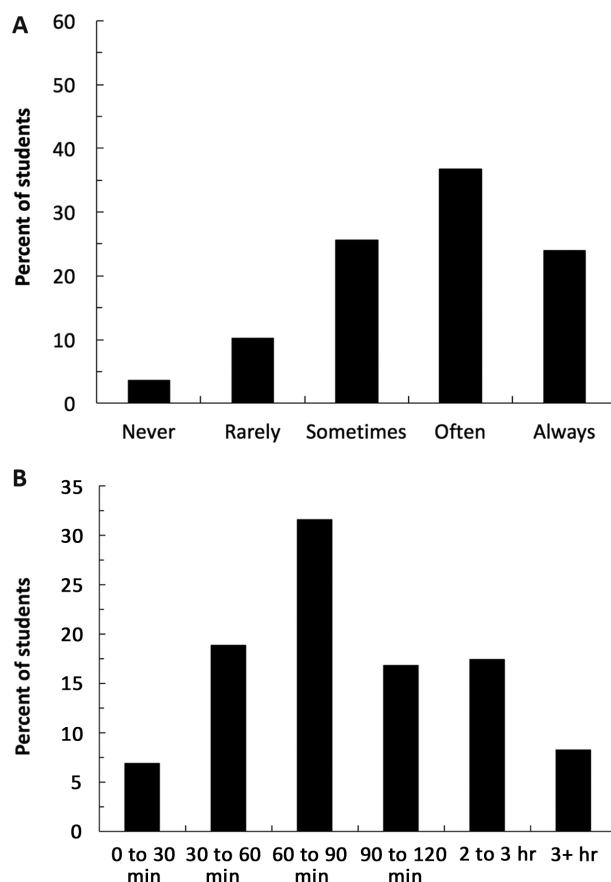 A
Percent of students
60
50
40
30
20
10
0
Never Rarely Sometimes Often Always
B
Percent of students
35
30
25
20
15
10
5
0
0 to 30 30 to 60 60 to 90 90 to 120 2 to 3 hr 3+ hr
min min min min